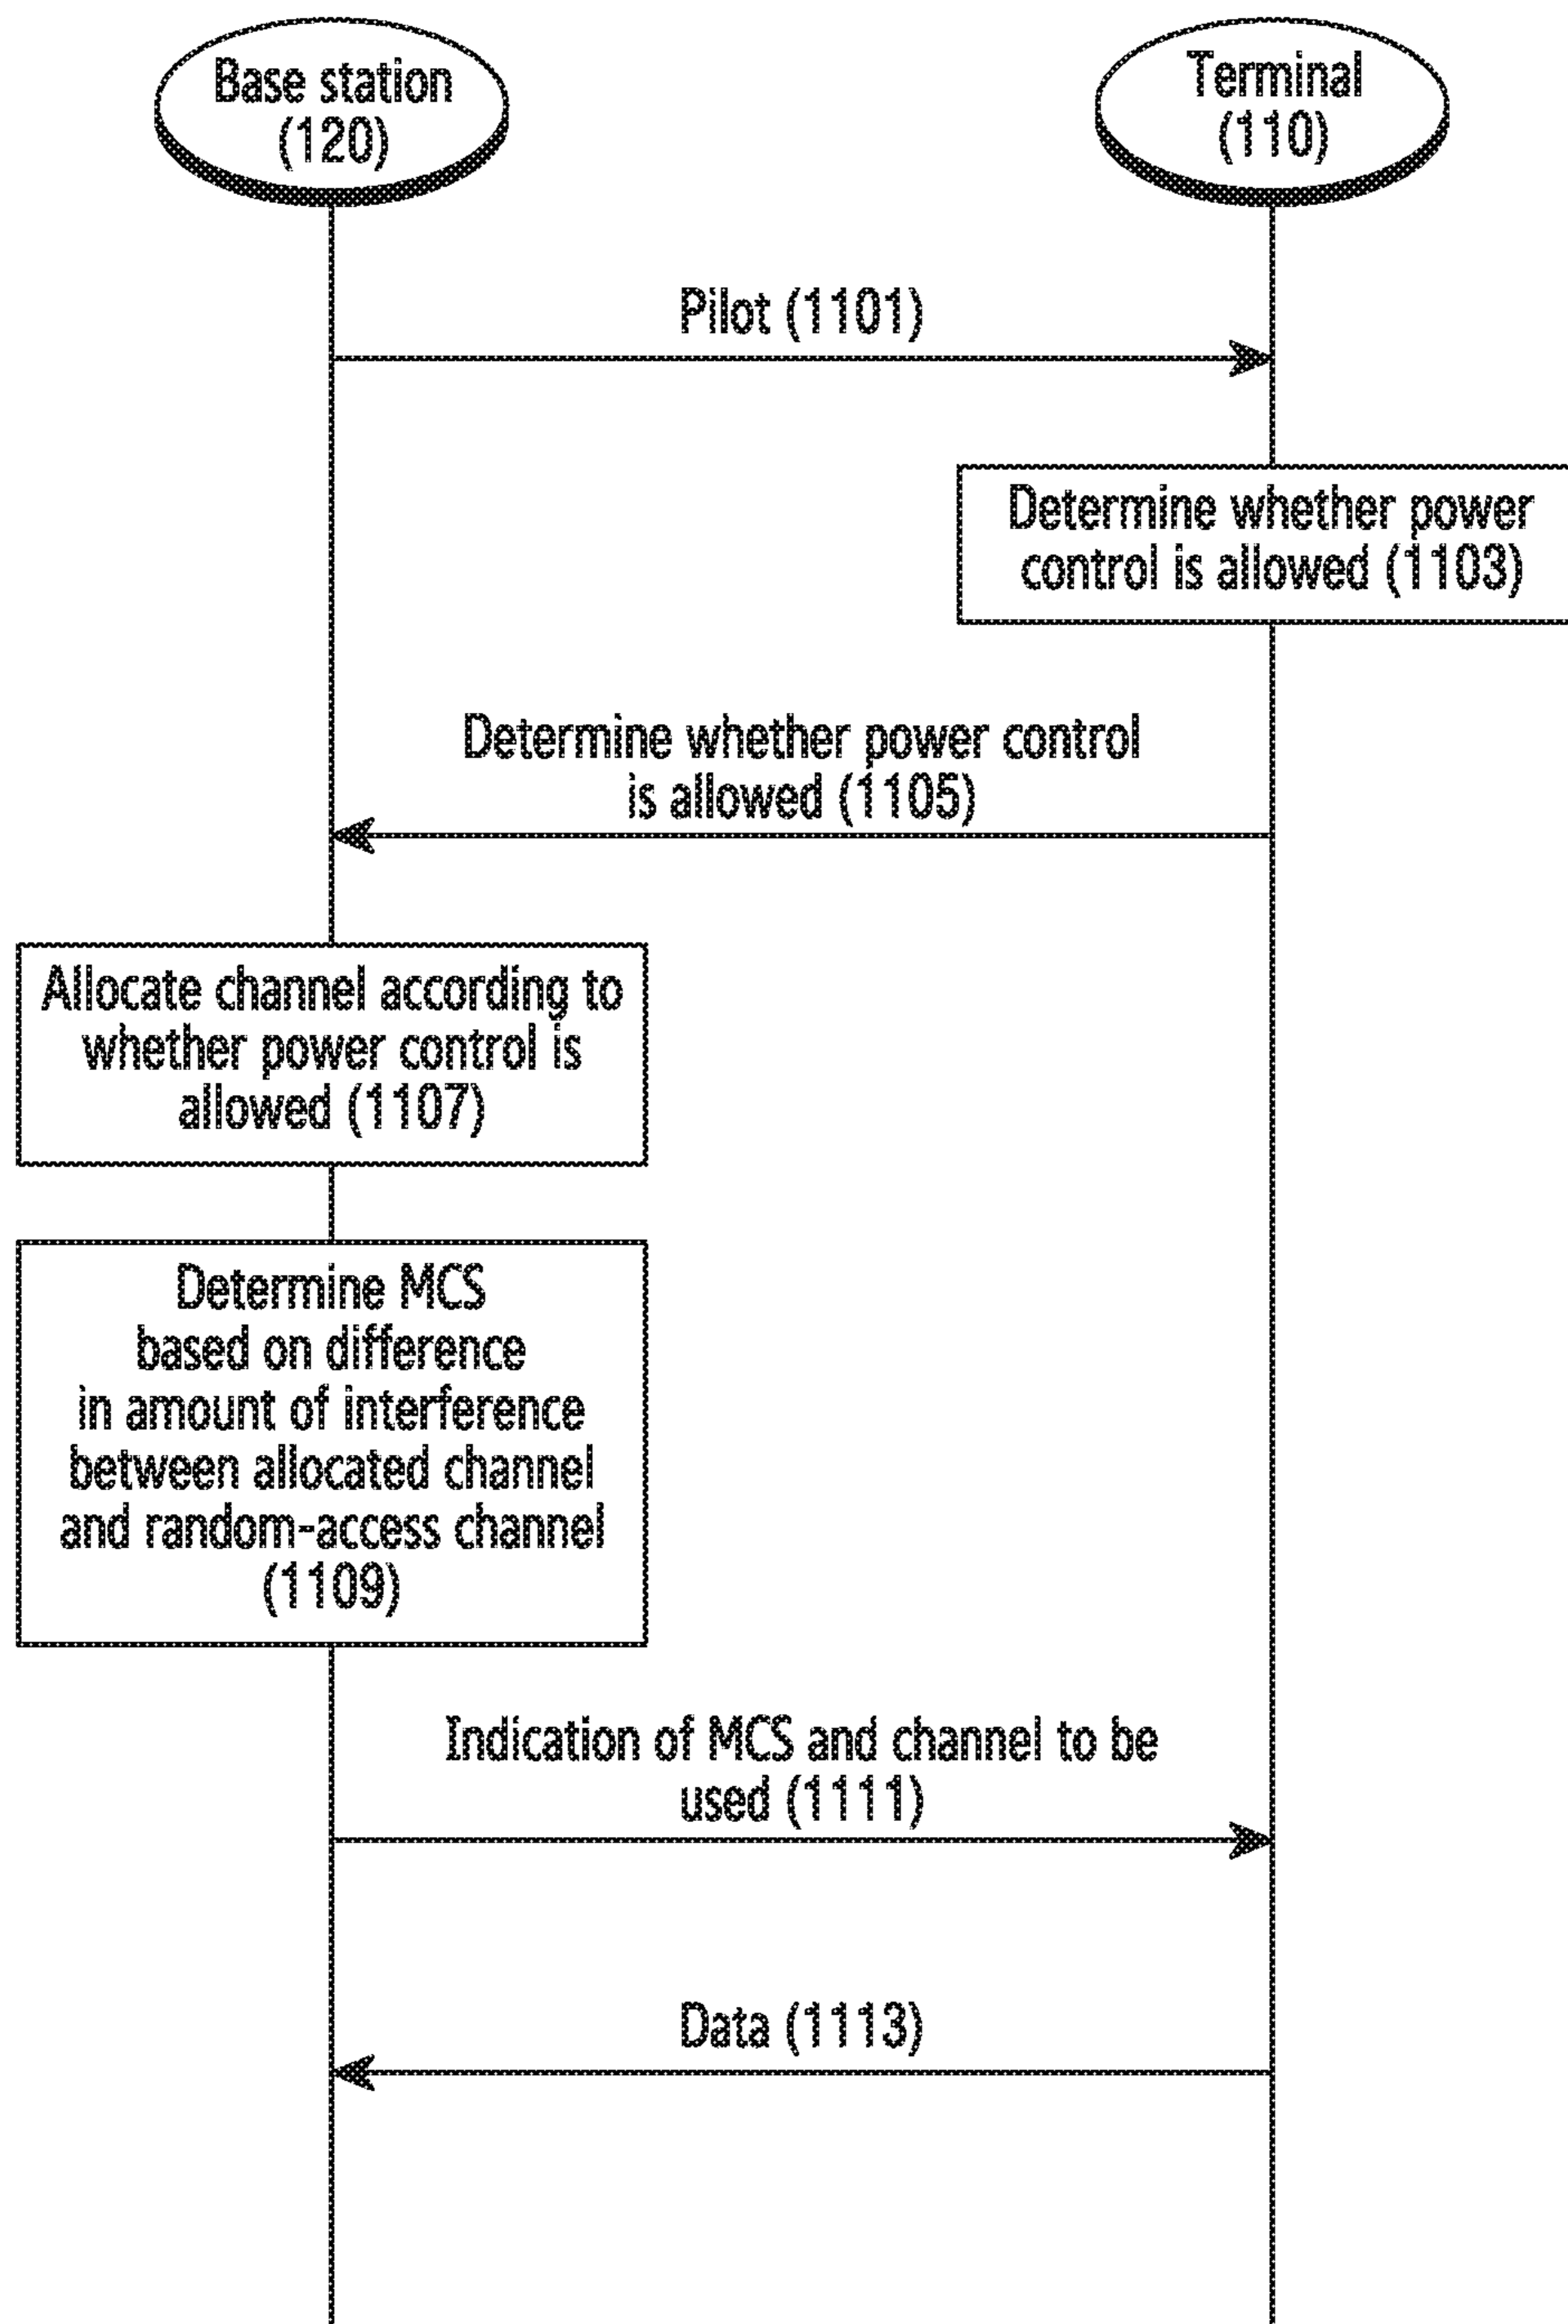 Base station
(120)
Terminal
(110)
Pilot (1101)
Determine whether power
control is allowed (1103)
Determine whether power control
is allowed (1105)
Allocate channel according to
whether power control is
allowed (1107)
Determine MCS
based on difference
in amount of interference
between allocated channel
and random-access channel
(1109)
Indication of MCS and channel to be
used (1111)
Data (1113)